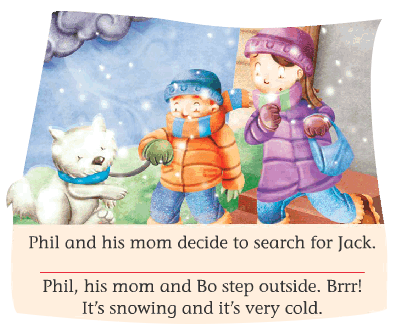 Phil and his mom decide to search for Jack.
Phil, his mom and Bo step outside. Brrr!
It's snowing and it's very cold.